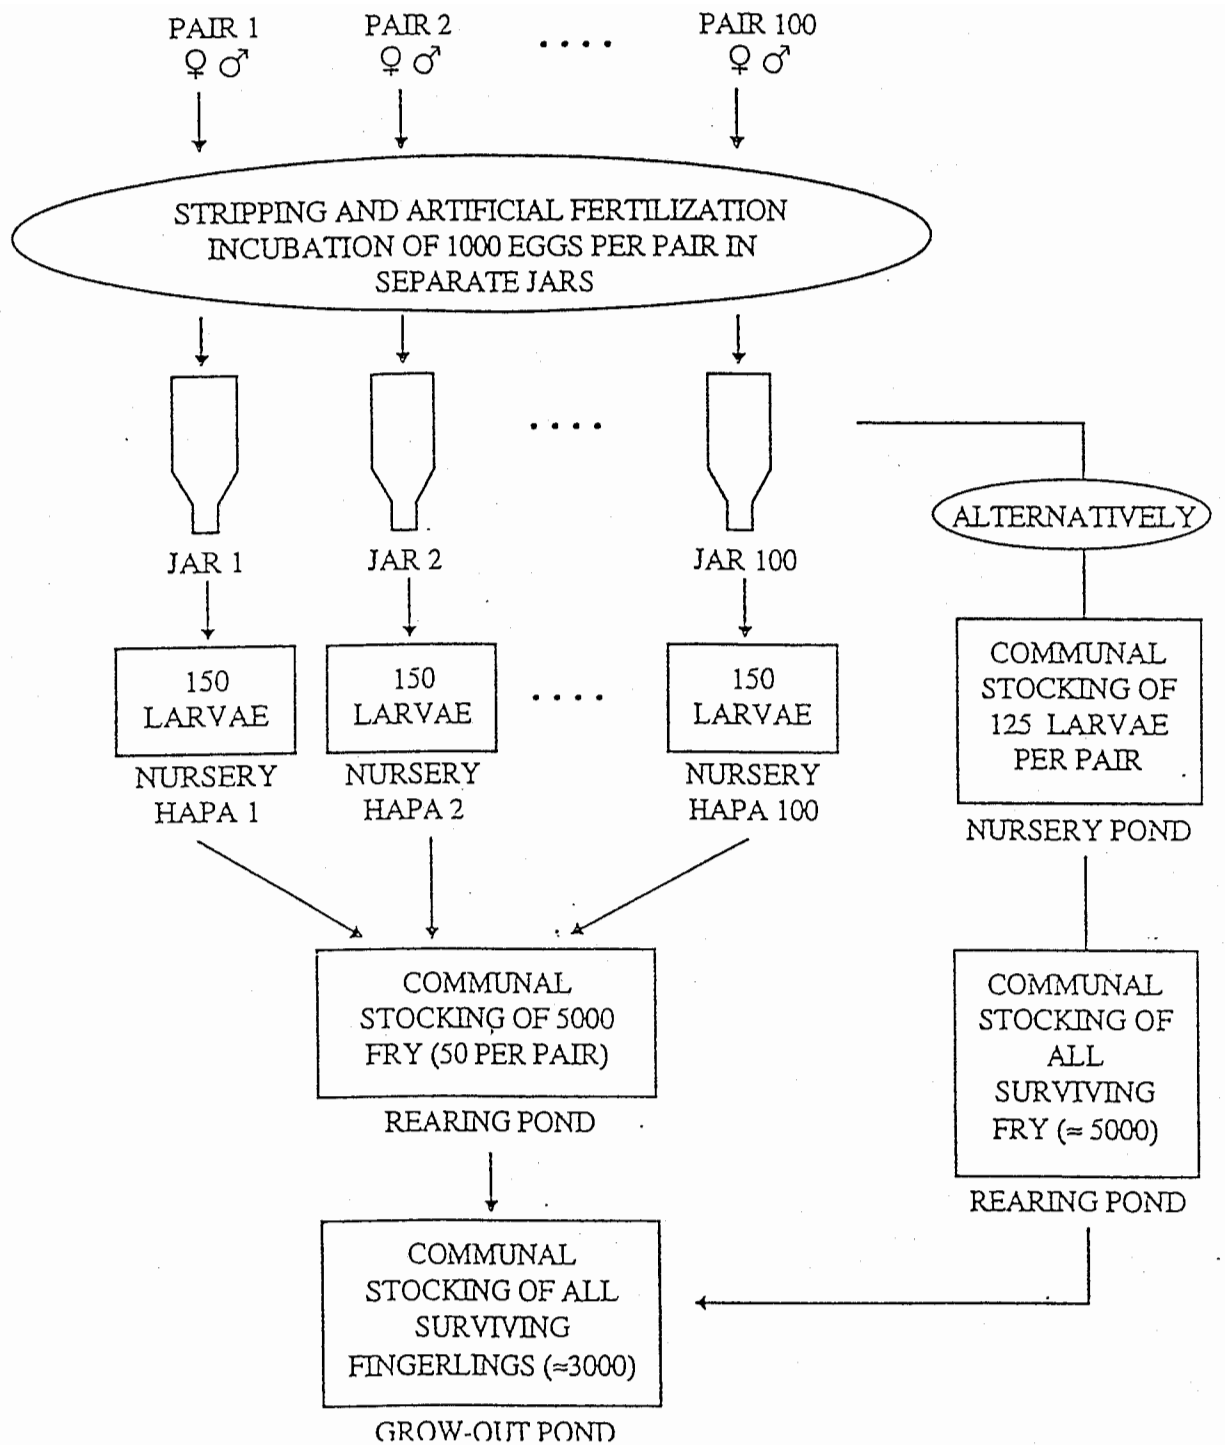 PAIR 1
♀ ♂
PAIR 2
♀ ♂
. . . .
PAIR 100
♀ ♂
STRIPPING AND ARTIFICIAL FERTILIZATION
INCUBATION OF 1000 EGGS PER PAIR IN
SEPARATE JARS
. . . .
JAR 1
JAR 2
JAR 100
ALTERNATIVELY
150
LARVAE
150
LARVAE
. . . .
150
LARVAE
NURSERY
HAPA 1
NURSERY
HAPA 2
NURSERY
HAPA 100
COMMUNAL
STOCKING OF
125 LARVAE
PER PAIR
NURSERY POND
COMMUNAL
STOCKING OF 5000
FRY (50 PER PAIR)
REARING POND
COMMUNAL
STOCKING OF
ALL
SURVIVING
FRY (≈ 5000)
REARING POND
COMMUNAL
STOCKING OF ALL
SURVIVING
FINGERLINGS (≈3000)
GROW-OUT POND